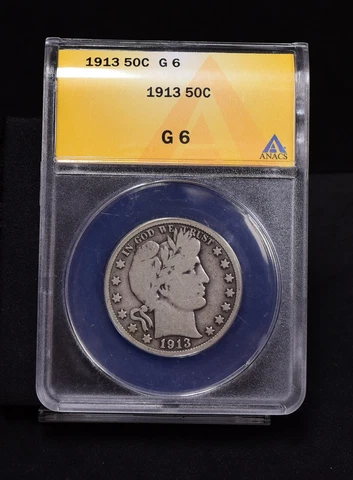 1913 50C G 6
1913 50C
G 6
ANACS
IN GOD WE TRUST
1913